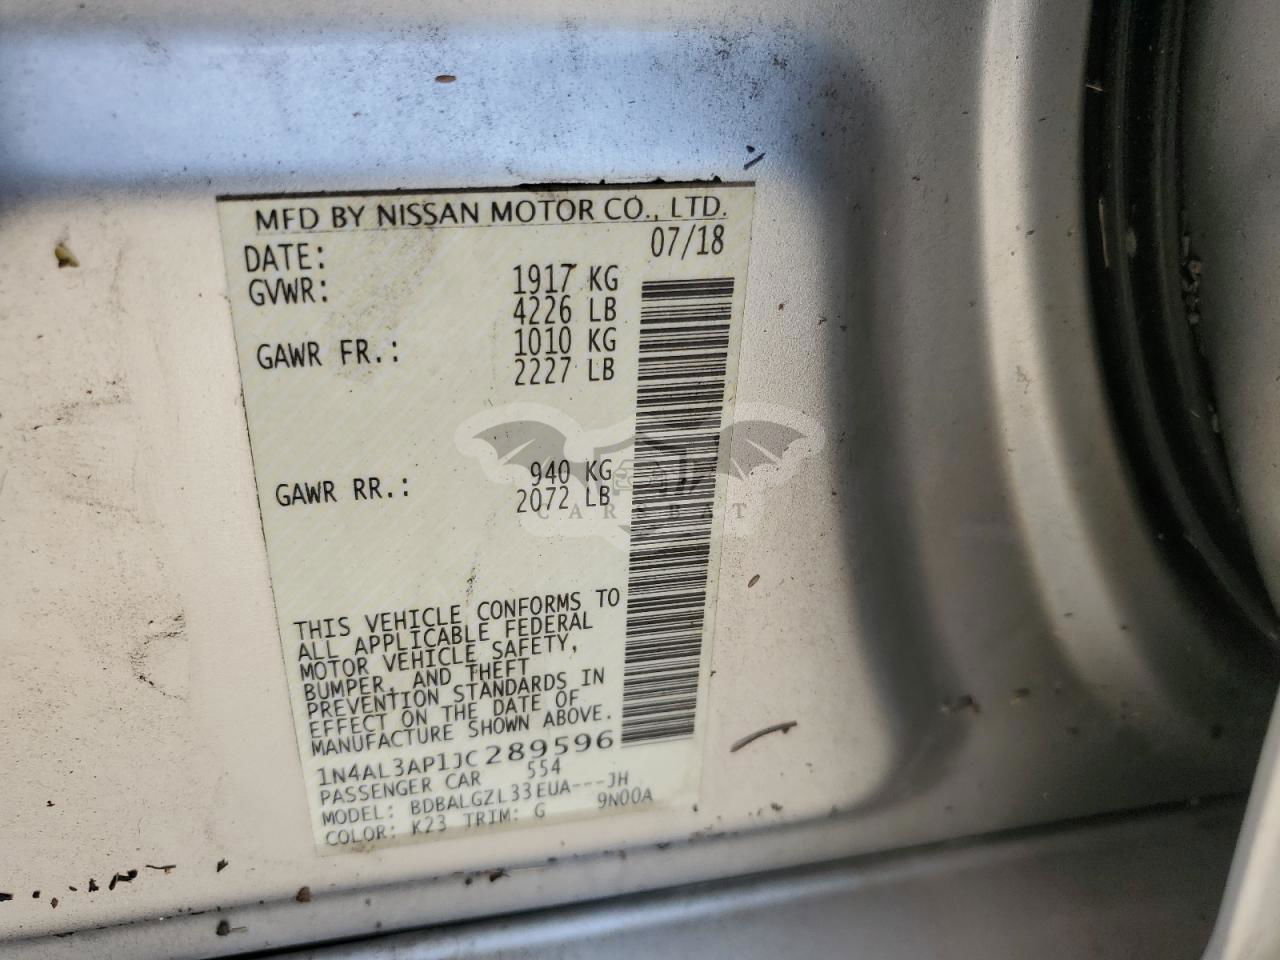 MFD BY NISSAN MOTOR CO., LTD.
DATE: 07/18
GVWR: 1917 KG
4226 LB
GAWR FR.: 1010 KG
2227 LB
GAWR RR.: 940 KG
2072 LB
CARSBAT
THIS VEHICLE CONFORMS TO
ALL APPLICABLE FEDERAL
MOTOR VEHICLE SAFETY,
BUMPER, AND THEFT
PREVENTION STANDARDS IN
EFFECT ON THE DATE OF
MANUFACTURE SHOWN ABOVE.
1N4AL3AP1JC289596
PASSENGER CAR 554
MODEL: BDBALGZL33EUA---JH
COLOR: K23 TRIM: G 9N00A